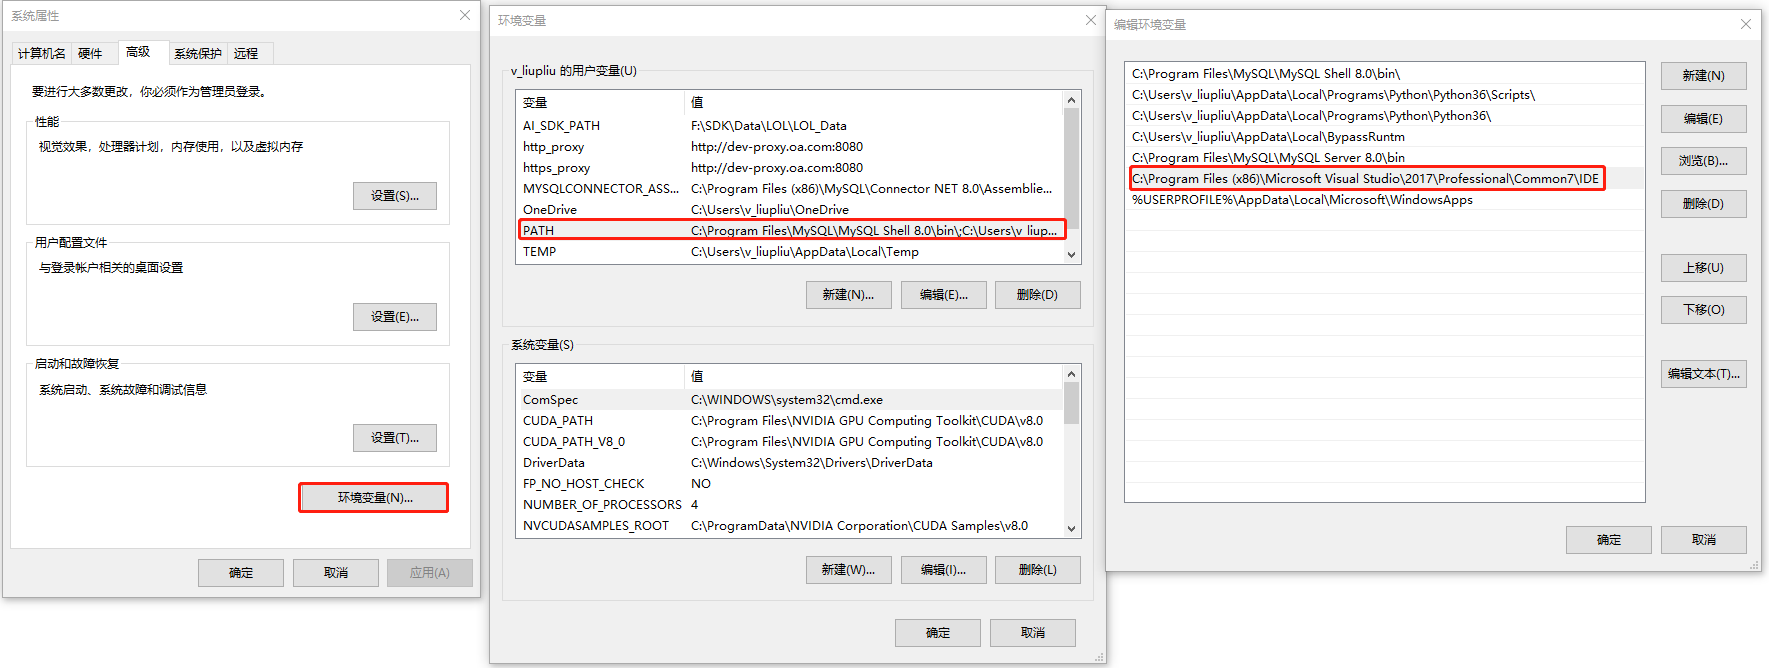 系统属性
计算机名 硬件 高级 系统保护 远程
要进行大多数更改，你必须作为管理员登录。
性能
视觉效果，处理器计划，内存使用，以及虚拟内存
设置(S)...
用户配置文件
与登录帐户相关的桌面设置
设置(E)...
启动和故障恢复
系统启动、系统故障和调试信息
设置(T)...
环境变量(N)...
确定 取消 应用(A)
环境变量
v_liupliu 的用户变量(U)
变量 值
AI_SDK_PATH F:\SDK\Data\LOL\LOL_Data
http_proxy http://dev-proxy.oa.com:8080
https_proxy http://dev-proxy.oa.com:8080
MYSQLCONNECTOR_ASS... C:\Program Files (x86)\MySQL\Connector NET 8.0\Assemblie...
OneDrive C:\Users\v_liupliu\OneDrive
PATH C:\Program Files\MySQL\MySQL Shell 8.0\bin\;C:\Users\v_liup...
TEMP C:\Users\v_liupliu\AppData\Local\Temp
新建(N)... 编辑(E)... 删除(D)
系统变量(S)
变量 值
ComSpec C:\WINDOWS\system32\cmd.exe
CUDA_PATH C:\Program Files\NVIDIA GPU Computing Toolkit\CUDA\v8.0
CUDA_PATH_V8_0 C:\Program Files\NVIDIA GPU Computing Toolkit\CUDA\v8.0
DriverData C:\Windows\System32\Drivers\DriverData
FP_NO_HOST_CHECK NO
NUMBER_OF_PROCESSORS 4
NVCUDASAMPLES_ROOT C:\ProgramData\NVIDIA Corporation\CUDA Samples\v8.0
新建(W)... 编辑(I)... 删除(L)
确定 取消
编辑环境变量
C:\Program Files\MySQL\MySQL Shell 8.0\bin\
C:\Users\v_liupliu\AppData\Local\Programs\Python\Python36\Scripts\
C:\Users\v_liupliu\AppData\Local\Programs\Python\Python36\
C:\Users\v_liupliu\AppData\Local\BypassRuntm
C:\Program Files\MySQL\MySQL Server 8.0\bin
C:\Program Files (x86)\Microsoft Visual Studio\2017\Professional\Common7\IDE
%USERPROFILE%\AppData\Local\Microsoft\WindowsApps
新建(N)
编辑(E)
浏览(B)...
删除(D)
上移(U)
下移(O)
编辑文本(T)...
确定 取消